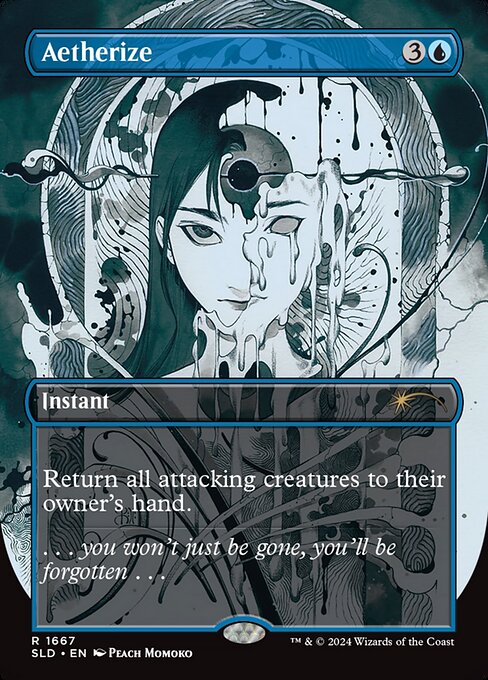 Aetherize 3
Instant
Return all attacking creatures to their
owner's hand.
. . . you won't just be gone, you'll be
forgotten . . .
R 1667
SLD • EN Peach Momoko
™ & © 2024 Wizards of the Coast